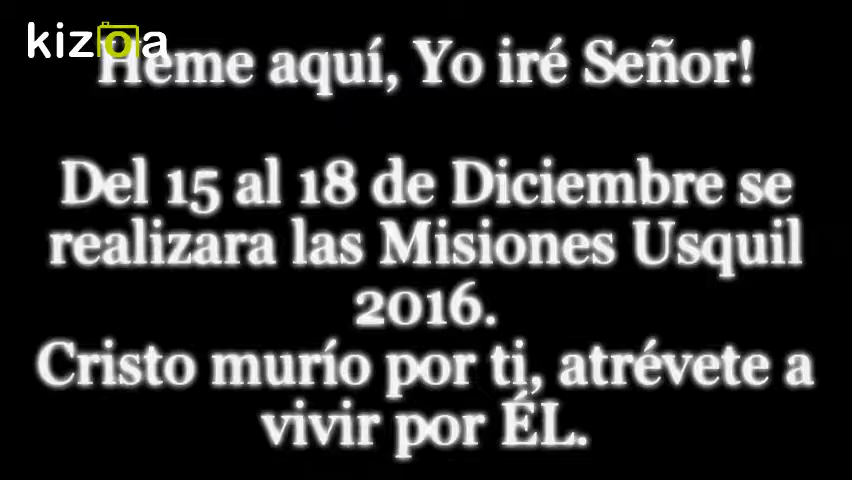 kizoa
Heme aquí, Yo iré Señor!
Del 15 al 18 de Diciembre se
realizara las Misiones Usquil
2016.
Cristo murío por ti, atrévete a
vivir por ÉL.